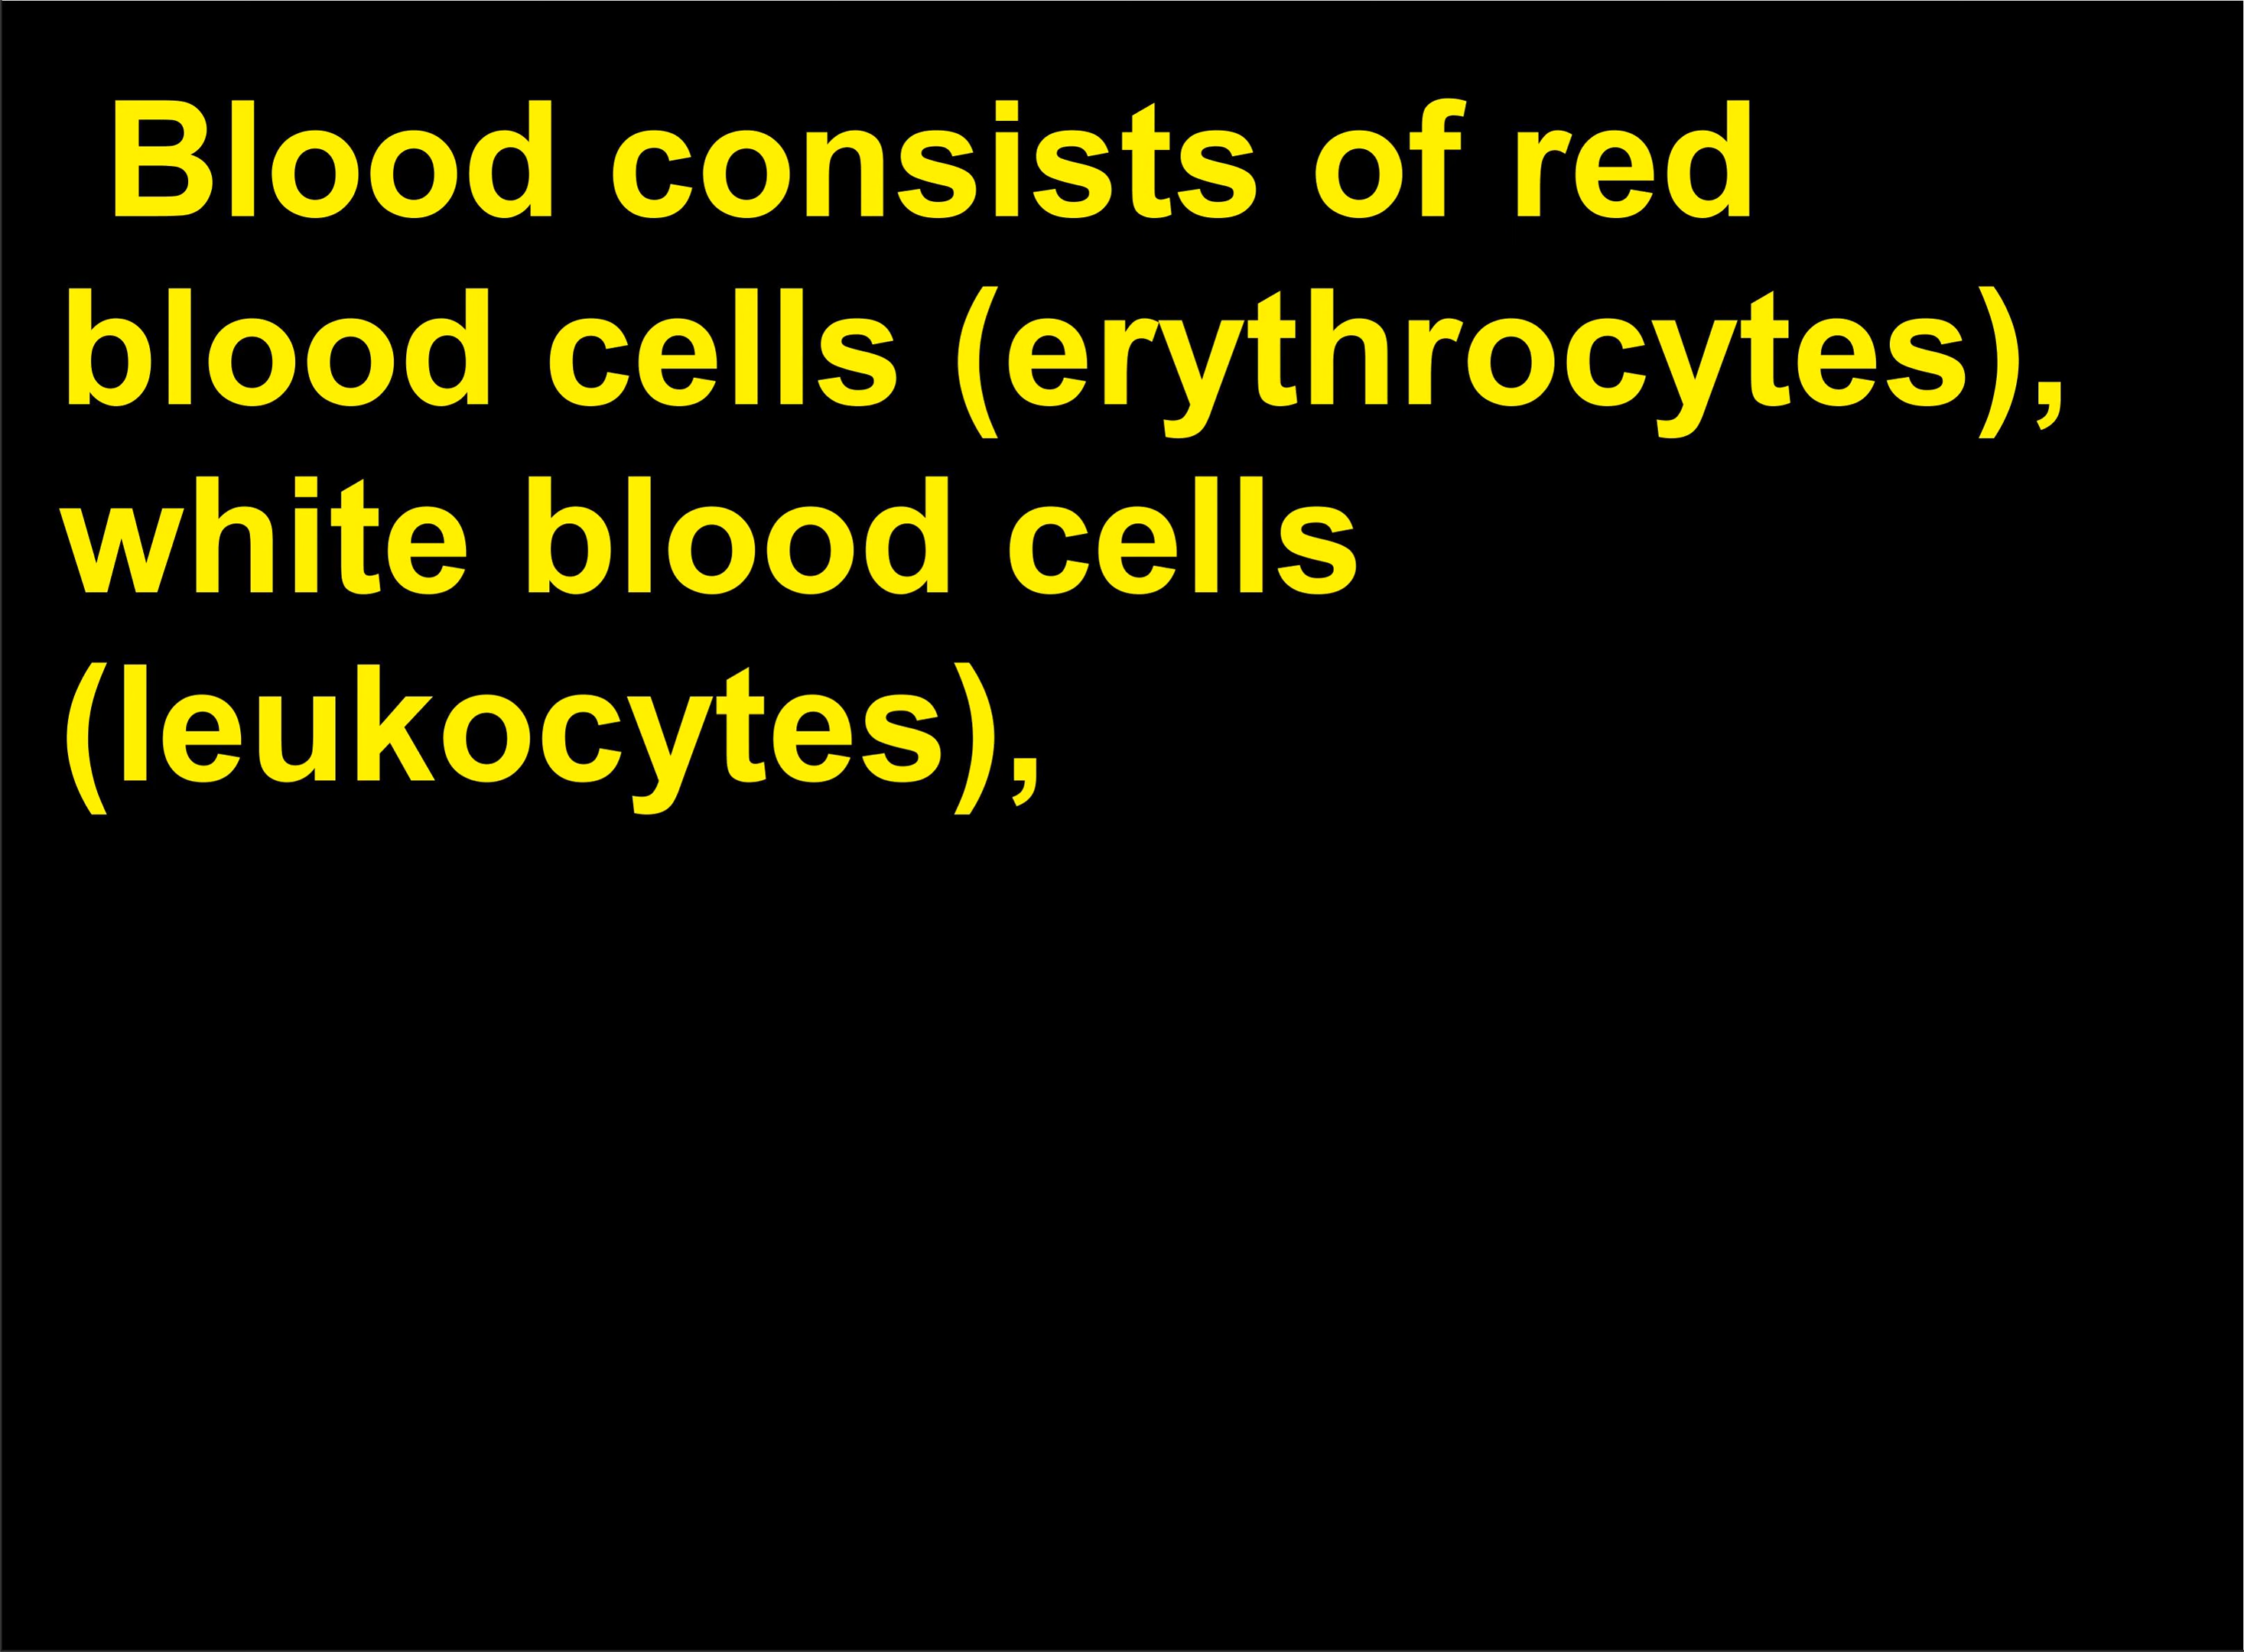 Blood consists of red
blood cells (erythrocytes),
white blood cells
(leukocytes),